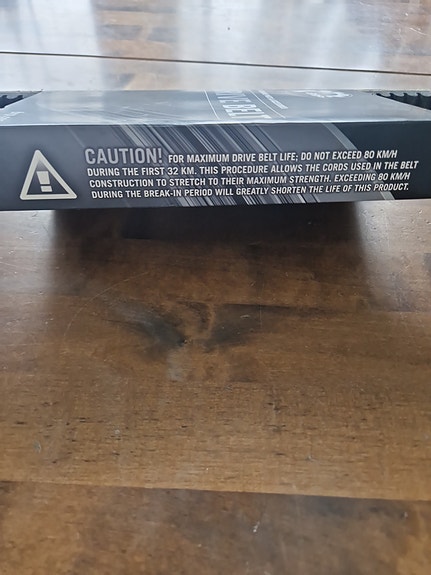 CAUTION! FOR MAXIMUM DRIVE BELT LIFE; DO NOT EXCEED 80 KM/H
DURING THE FIRST 32 KM. THIS PROCEDURE ALLOWS THE CORDS USED IN THE BELT
CONSTRUCTION TO STRETCH TO THEIR MAXIMUM STRENGTH. EXCEEDING 80 KM/H
DURING THE BREAK-IN PERIOD WILL GREATLY SHORTEN THE LIFE OF THIS PRODUCT.